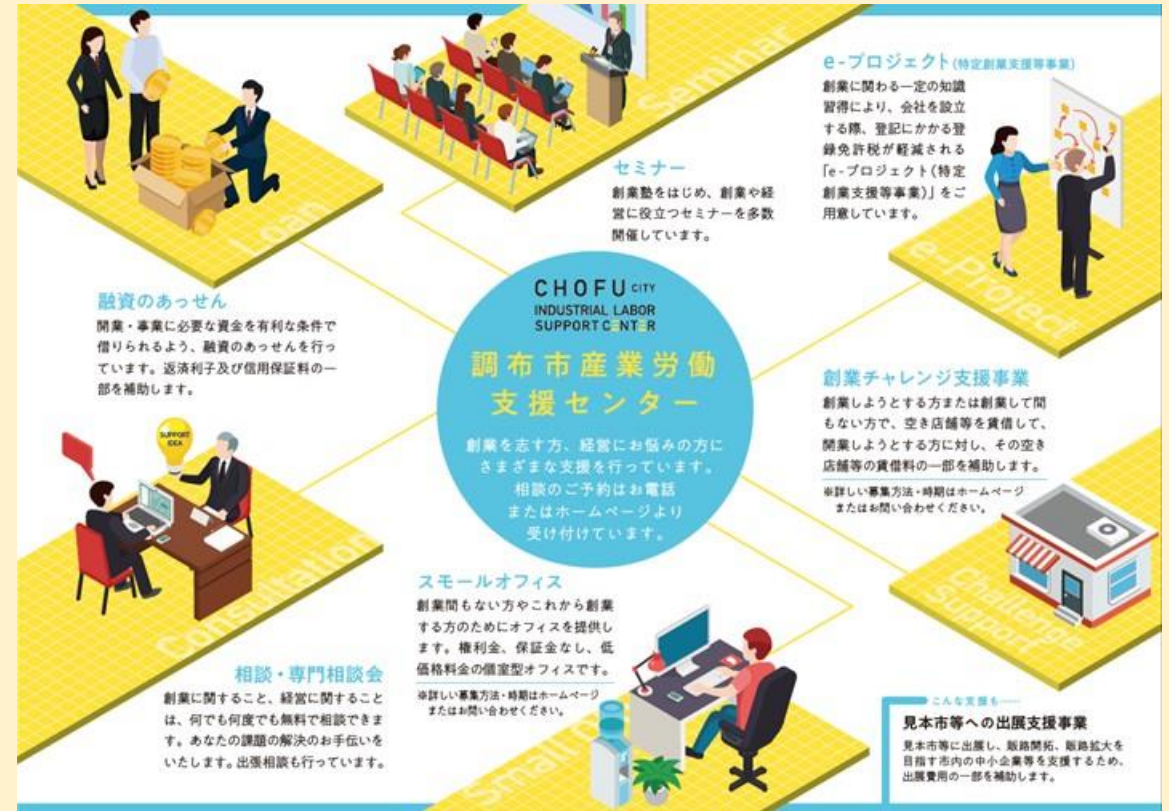 Loan
融資のあっせん
開業・事業に必要な資金を有利な条件で
借りられるよう、融資のあっせんを行っ
ています。返済利子及び信用保証料の一
部を補助します。
Seminar
セミナー
創業塾をはじめ、創業や経
営に役立つセミナーを多数
開催しています。
e-プロジェクト(特定創業支援等事業)
創業に関わる一定の知識
習得により、会社を設立
する際、登記にかかる登
録免許税が軽減される
「e-プロジェクト(特定
創業支援等事業)」をご
用意しています。
e-Project
CHOFU CITY
INDUSTRIAL LABOR
SUPPORT CENTER
調布市産業労働
支援センター
創業を志す方、経営にお悩みの方に
さまざまな支援を行っています。
相談のご予約はお電話
またはホームページより
受け付けています。
創業チャレンジ支援事業
創業しようとする方または創業して間
もない方で、空き店舗等を賃借して、
開業しようとする方に対し、その空き
店舗等の賃借料の一部を補助します。
※詳しい募集方法・時期はホームページ
またはお問い合わせください。
Challenge
Support
SUPPORT
IDEA
Consultation
相談・専門相談会
創業に関すること、経営に関すること
は、何でも何度でも無料で相談できま
す。あなたの課題の解決のお手伝いを
いたします。出張相談も行っています。
スモールオフィス
創業間もない方やこれから創業
する方のためにオフィスを提供し
ます。権利金、保証金なし、低
価格料金の個室型オフィスです。
※詳しい募集方法・時期はホームページ
またはお問い合わせください。
Small
こんな支援も……
見本市等への出展支援事業
見本市等に出展し、販路開拓、販路拡大を
目指す市内の中小企業等を支援するため、
出展費用の一部を補助します。